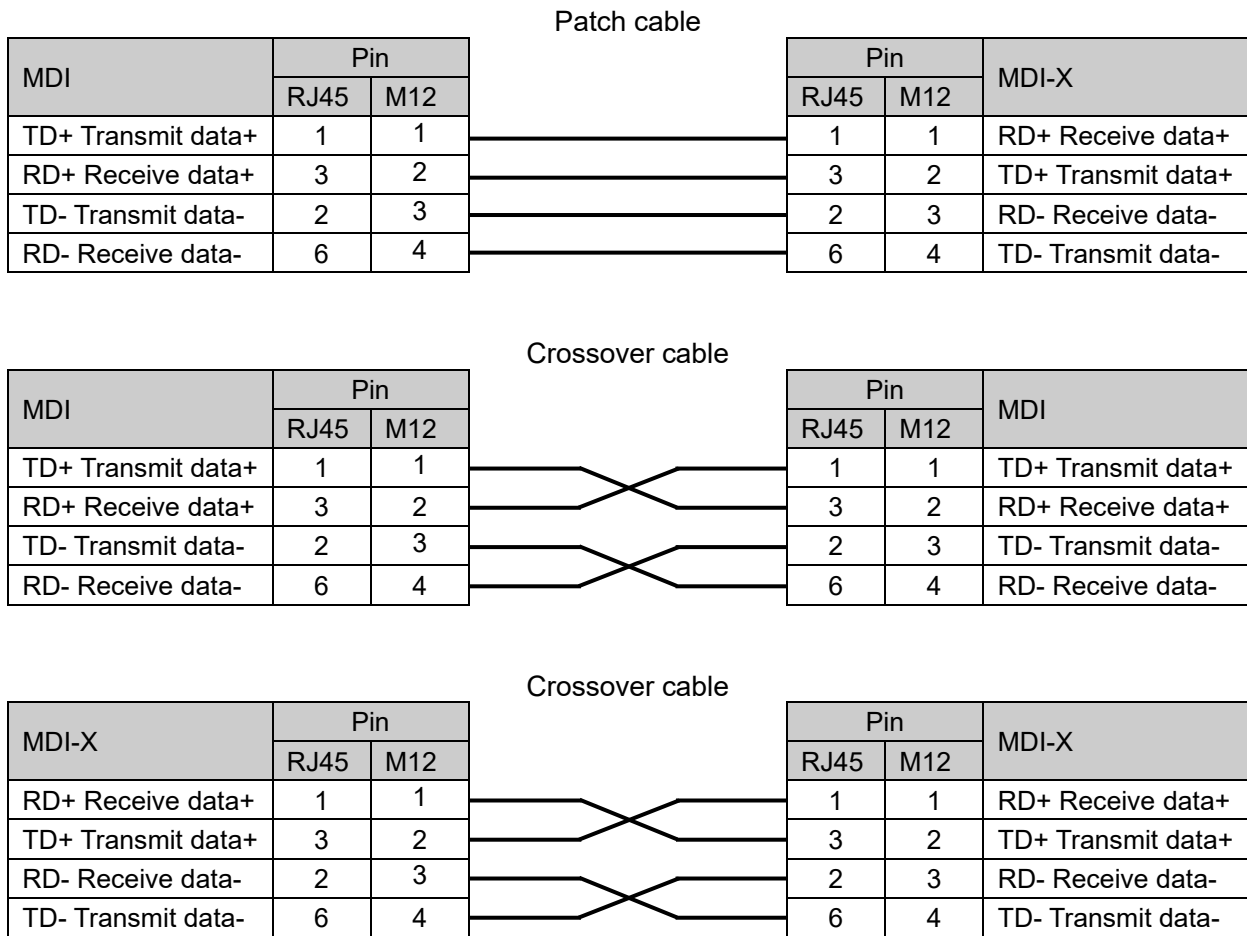 Patch cable
MDI Pin Pin MDI-X
RJ45 M12 RJ45 M12
TD+ Transmit data+ 1 1 1 1 RD+ Receive data+
RD+ Receive data+ 3 2 3 2 TD+ Transmit data+
TD- Transmit data- 2 3 2 3 RD- Receive data-
RD- Receive data- 6 4 6 4 TD- Transmit data-
Crossover cable
MDI Pin Pin MDI
RJ45 M12 RJ45 M12
TD+ Transmit data+ 1 1 1 1 TD+ Transmit data+
RD+ Receive data+ 3 2 3 2 RD+ Receive data+
TD- Transmit data- 2 3 2 3 TD- Transmit data-
RD- Receive data- 6 4 6 4 RD- Receive data-
Crossover cable
MDI-X Pin Pin MDI-X
RJ45 M12 RJ45 M12
RD+ Receive data+ 1 1 1 1 RD+ Receive data+
TD+ Transmit data+ 3 2 3 2 TD+ Transmit data+
RD- Receive data- 2 3 2 3 RD- Receive data-
TD- Transmit data- 6 4 6 4 TD- Transmit data-